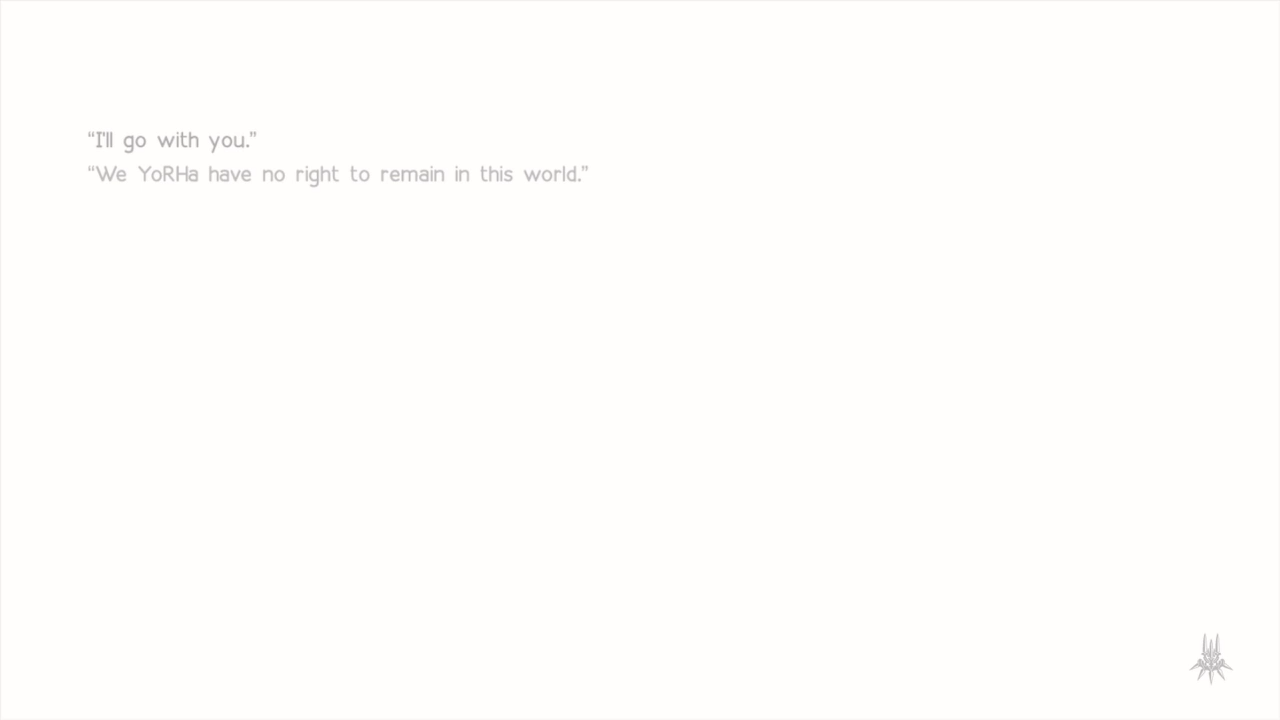 “I'll go with you.”
“We YoRHa have no right to remain in this world.”